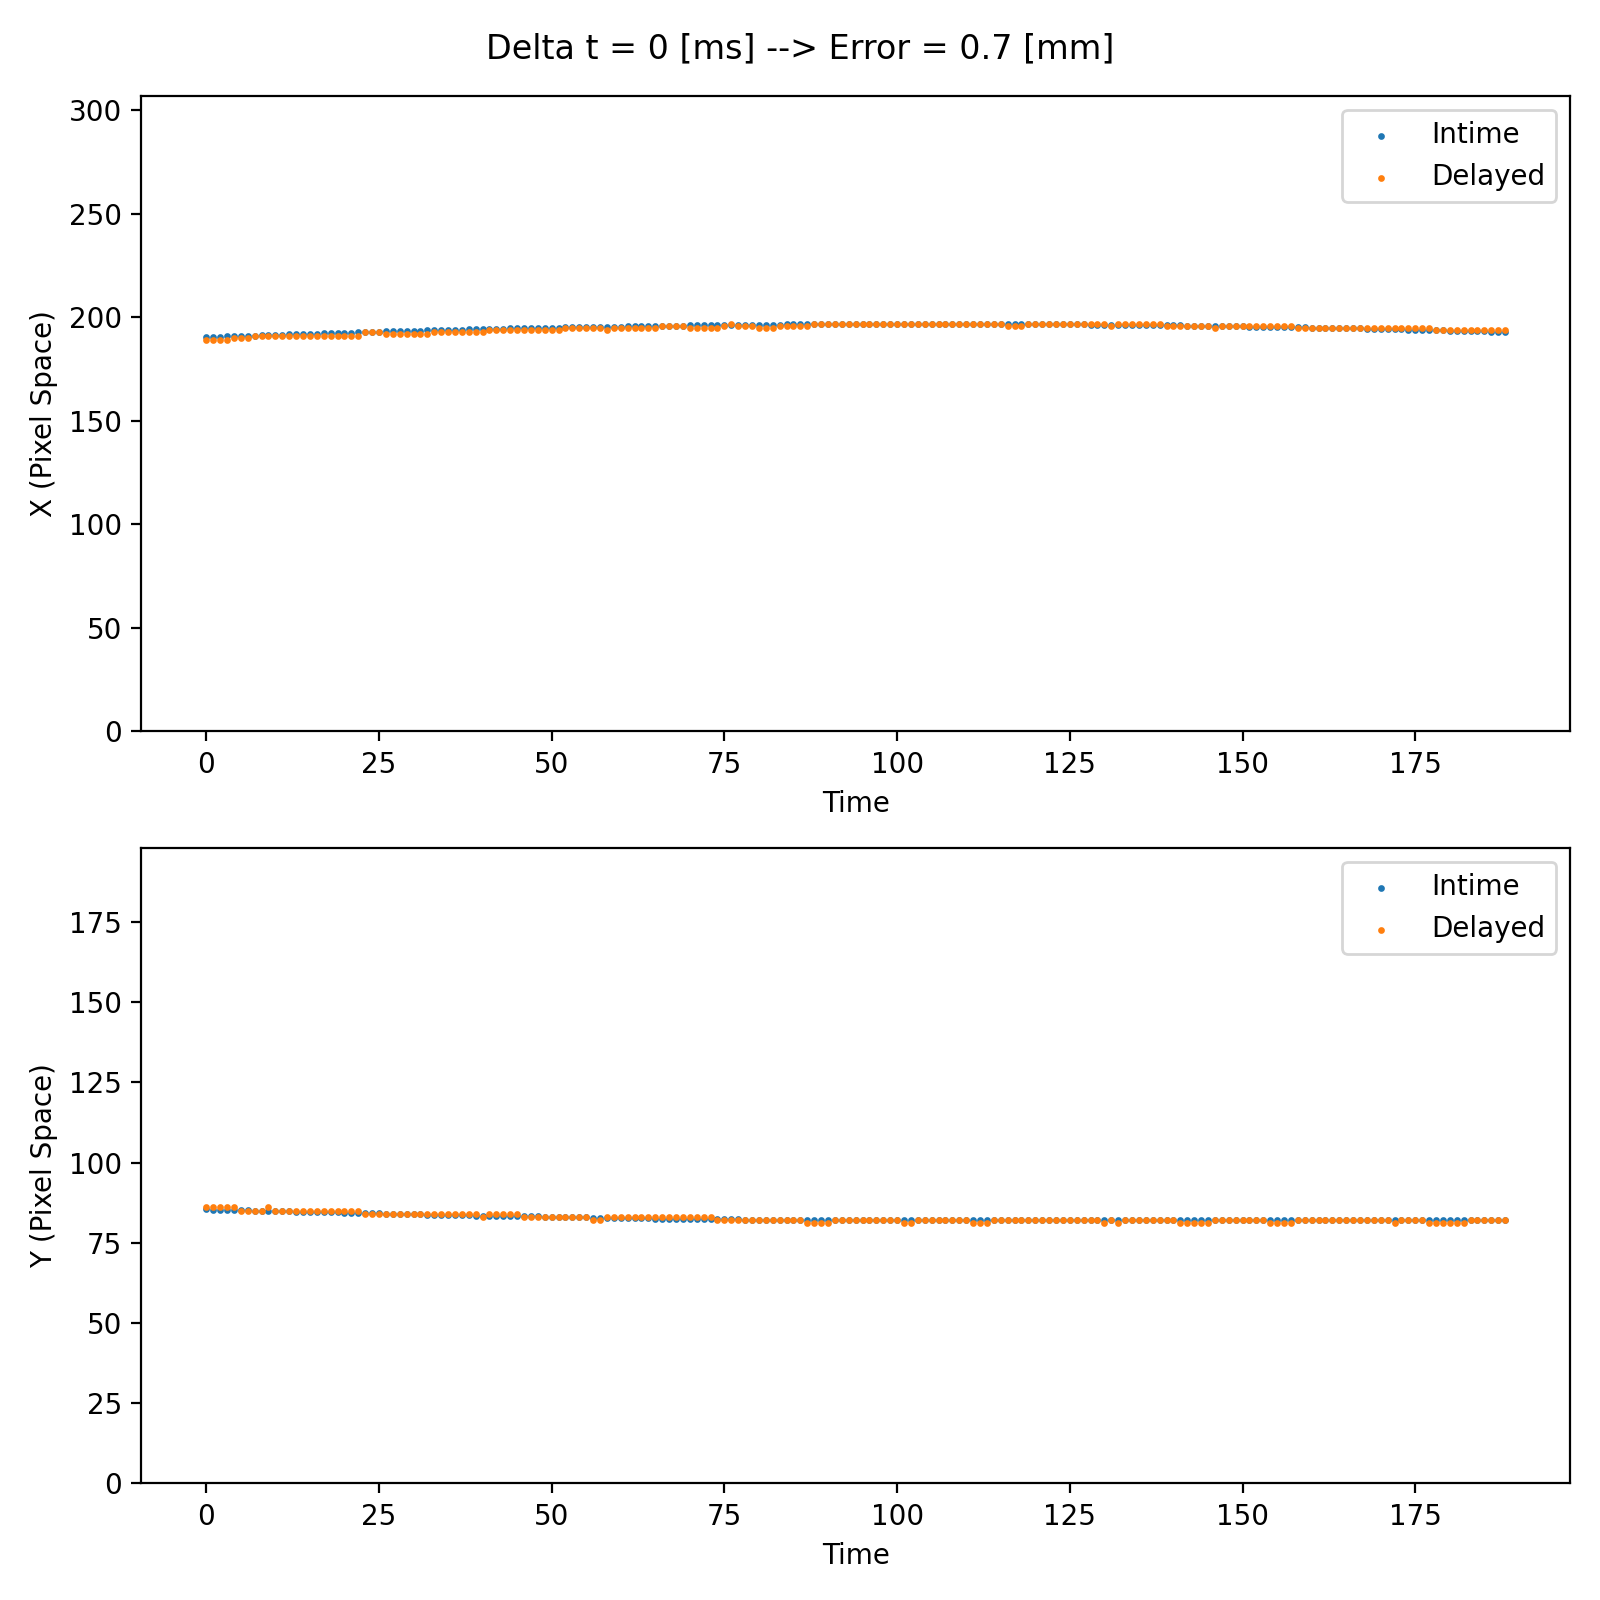 Delta t = 0 [ms] --> Error = 0.7 [mm]
300
250
200
150
100
50
0
X (Pixel Space)
Intime
Delayed
0 25 50 75 100 125 150 175
Time
175
150
125
100
75
50
25
0
Y (Pixel Space)
Intime
Delayed
0 25 50 75 100 125 150 175
Time